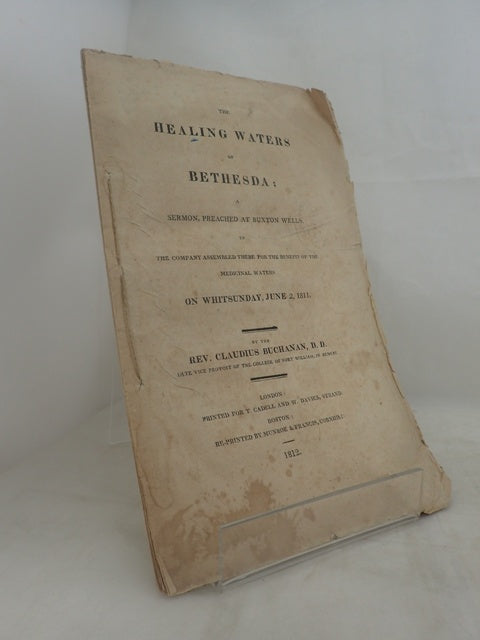 THE
HEALING WATERS
OF
BETHESDA:
A
SERMON, PREACHED AT BUXTON WELLS,
TO
THE COMPANY ASSEMBLED THERE FOR THE BENEFIT OF THE
MEDICINAL WATERS
ON WHITSUNDAY, JUNE 2, 1811.
BY THE
REV. CLAUDIUS BUCHANAN, D. D.
LATE VICE PROVOST OF THE COLLEGE OF FORT WILLIAM, IN BENGAL
LONDON:
PRINTED FOR T. CADELL AND W. DAVIES, STRAND.
BOSTON:
RE-PRINTED BY MUNROE & FRANCIS, CORNHILL.
1812.